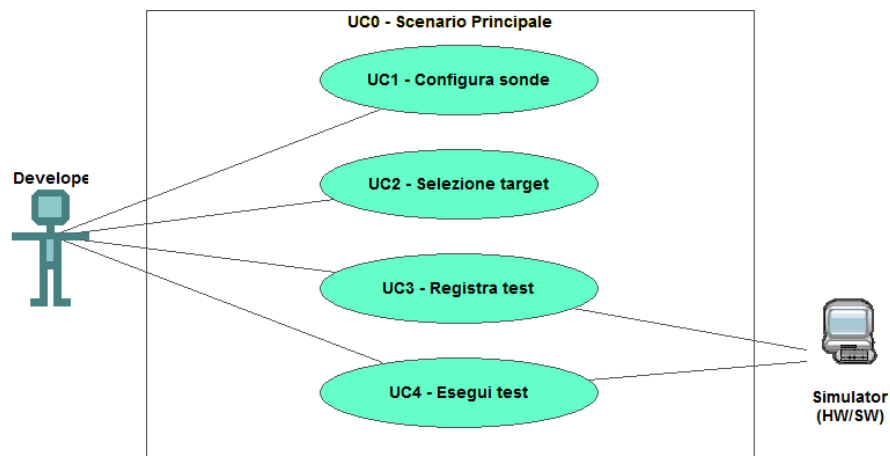 UC0 - Scenario Principale
UC1 - Configura sonde
Develope
UC2 - Selezione target
UC3 - Registra test
UC4 - Esegui test
Simulator
(HW/SW)